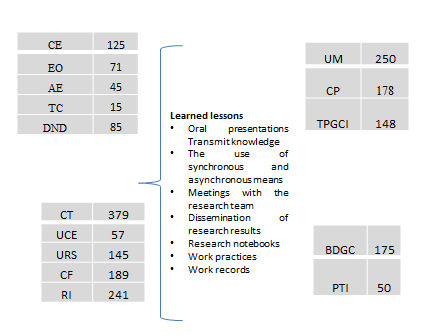 CE 125
EO 71
AE 45
TC 15
DND 85
CT 379
UCE 57
URS 145
CF 189
RI 241
Learned lessons
• Oral presentations
Transmit knowledge
• The use of
synchronous and
asynchronous means
• Meetings with the
research team
• Dissemination of
research results
• Research notebooks
• Work practices
• Work records
UM 250
CP 178
TPGCI 148
BDGC 175
PTI 50